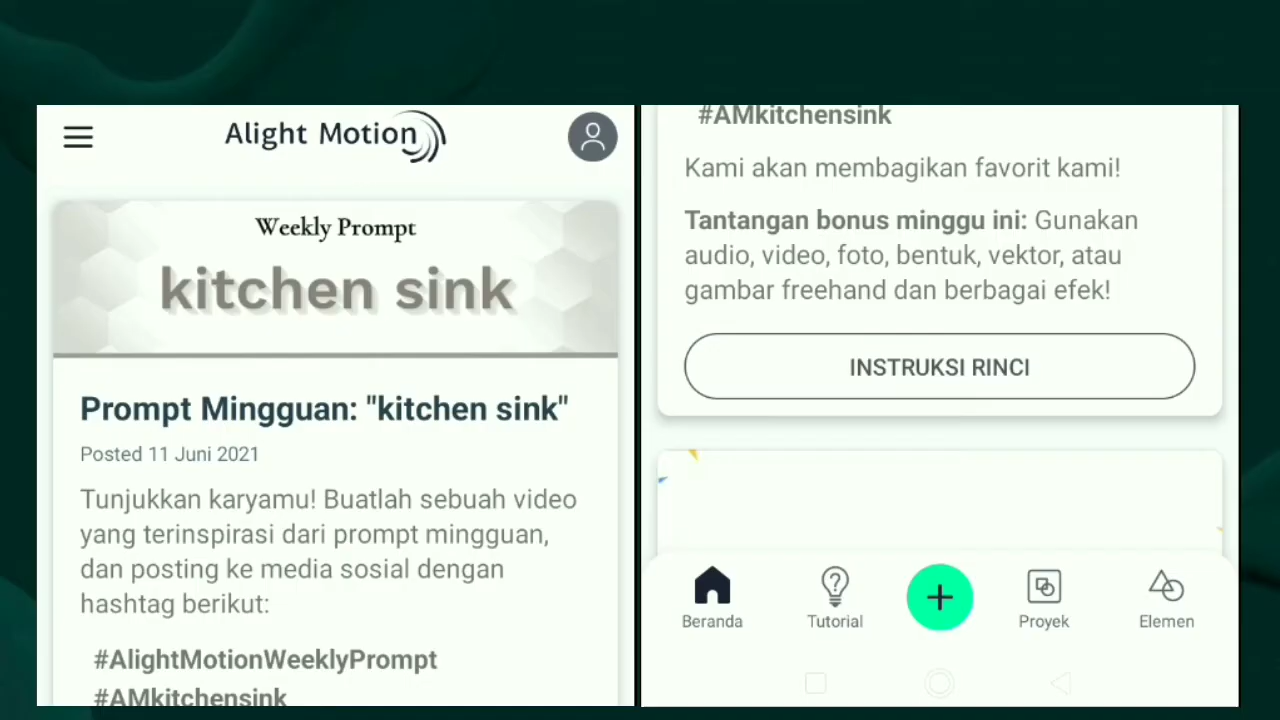 Alight Motion
Weekly Prompt
kitchen sink
Prompt Mingguan: "kitchen sink"
Posted 11 Juni 2021
Tunjukkan karyamu! Buatlah sebuah video
yang terinspirasi dari prompt mingguan,
dan posting ke media sosial dengan
hashtag berikut:
#AlightMotionWeeklyPrompt
#AMkitchensink
#AMkitchensink
Kami akan membagikan favorit kami!
Tantangan bonus minggu ini: Gunakan
audio, video, foto, bentuk, vektor, atau
gambar freehand dan berbagai efek!
INSTRUKSI RINCI
Beranda
Tutorial
Proyek
Elemen